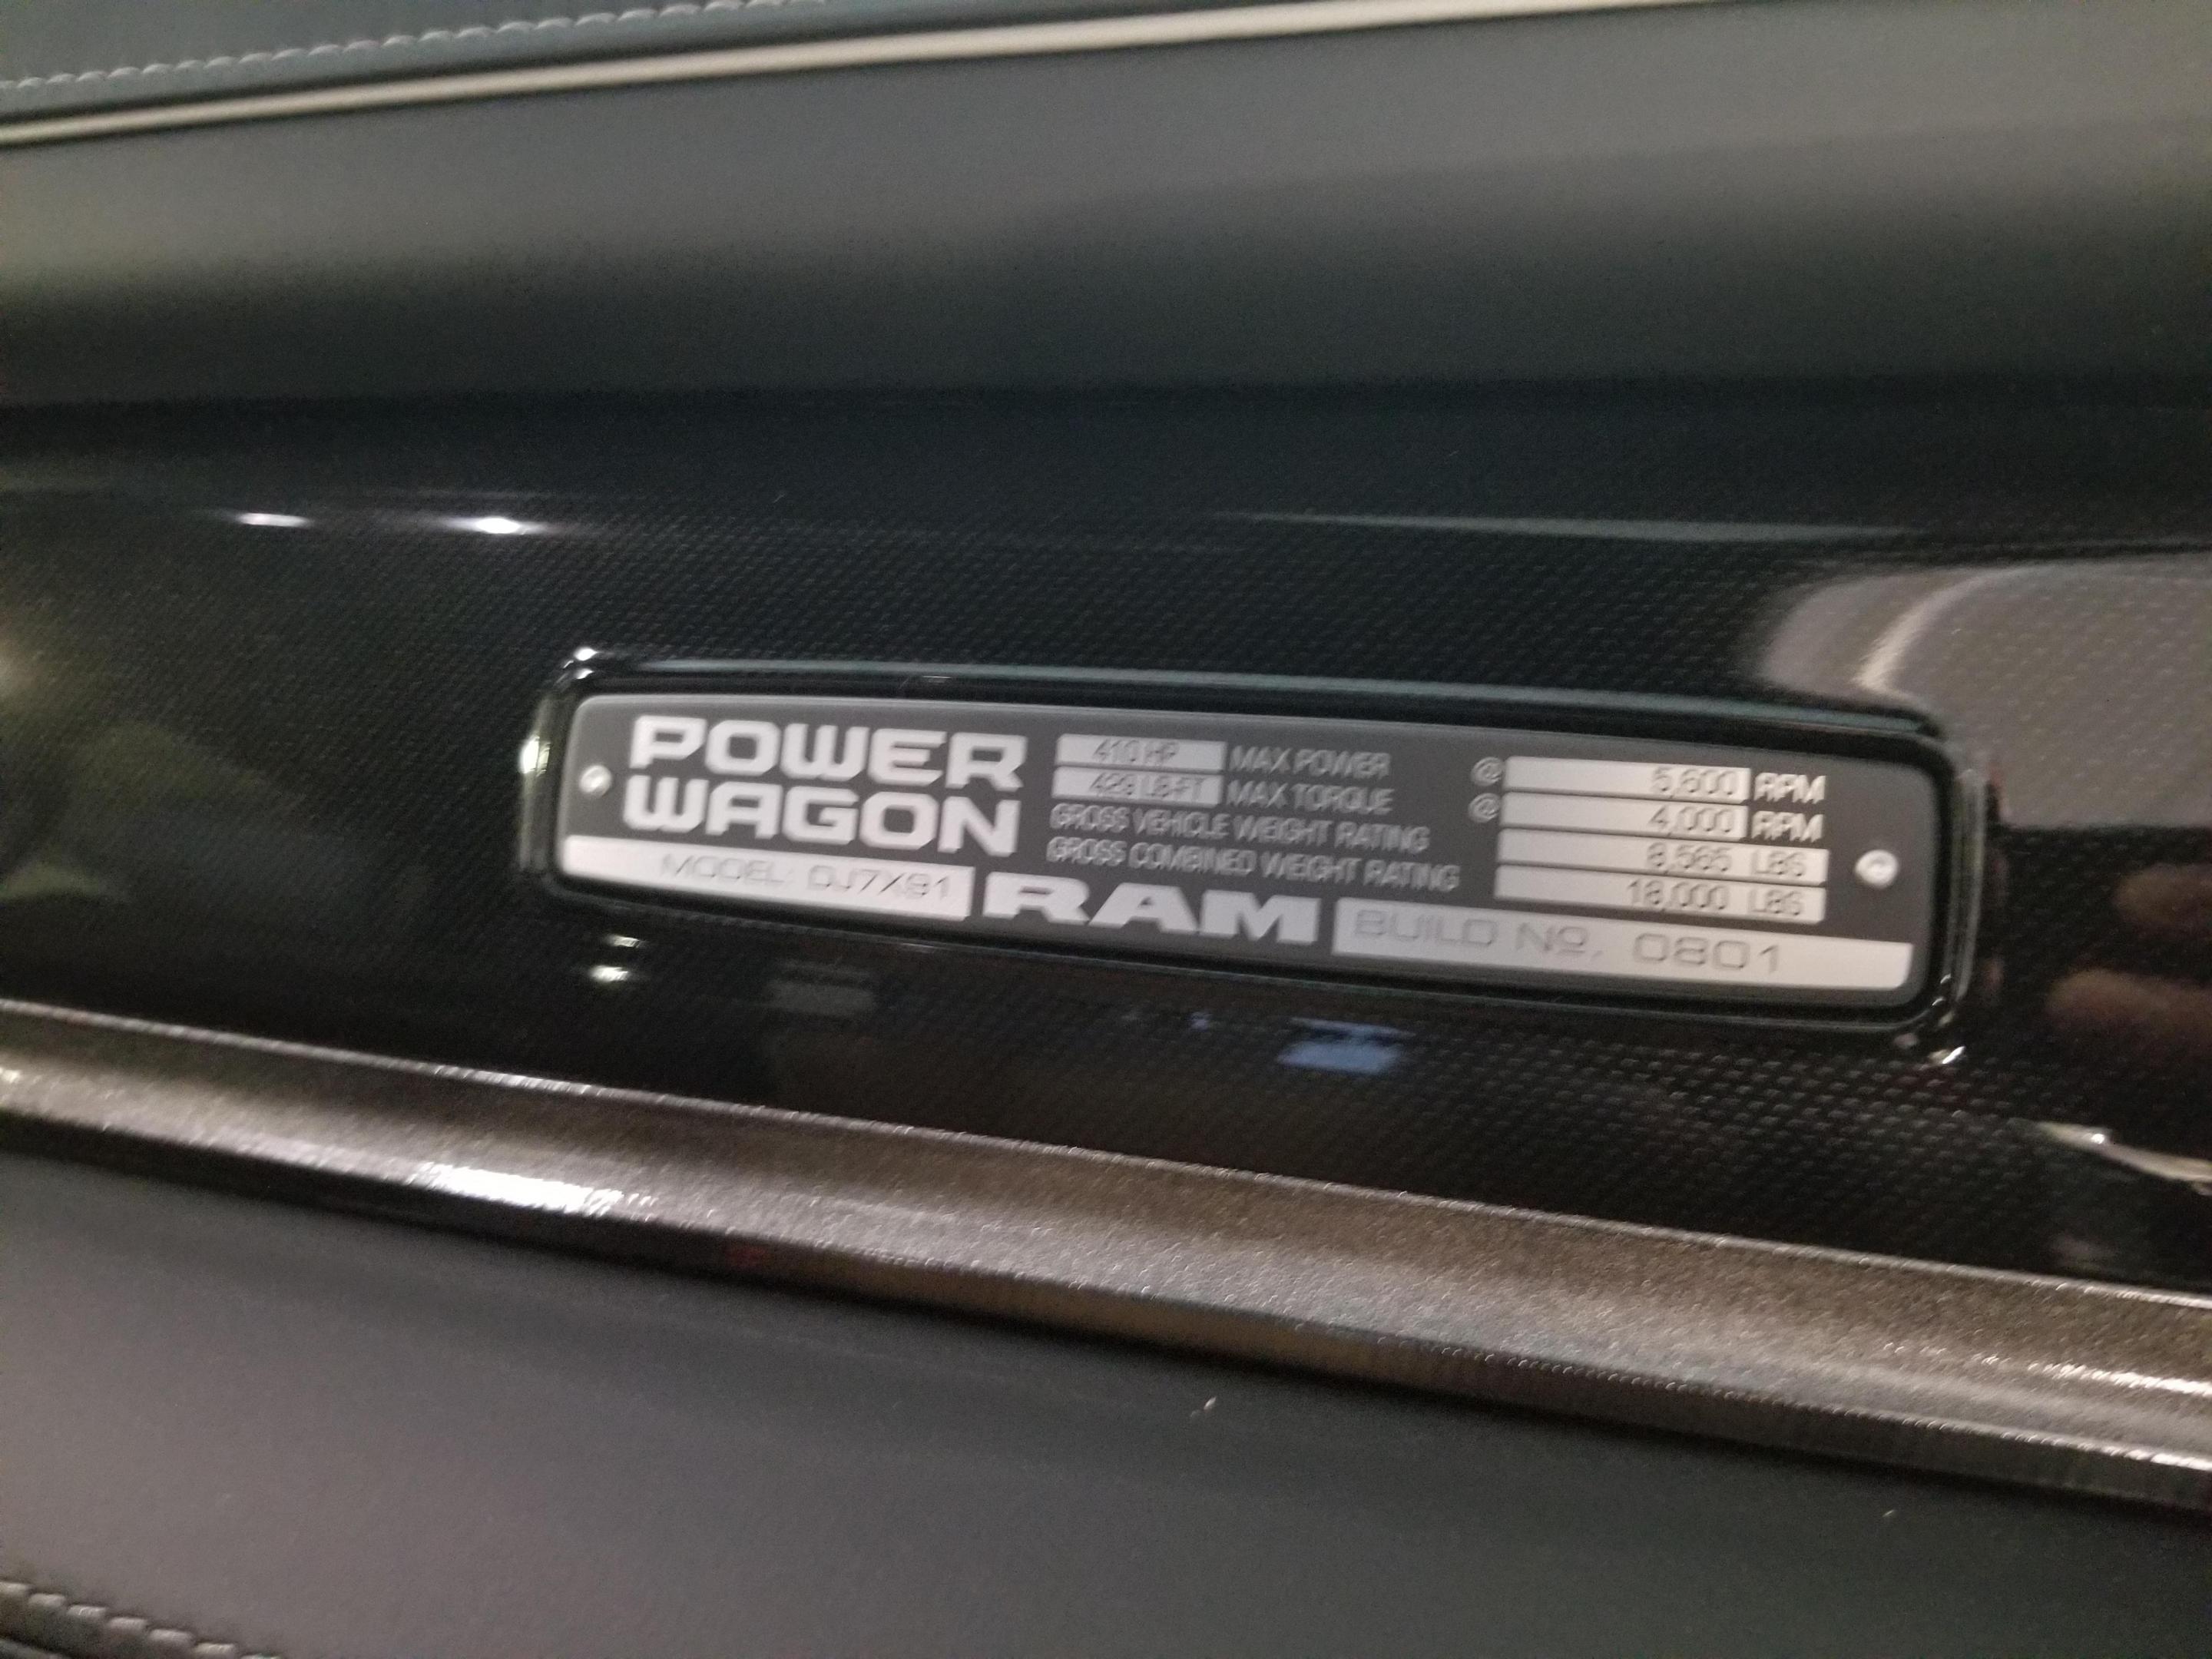 POWER
WAGON
410 HP MAX POWER @ 5,600 RPM
429 LB-FT MAX TORQUE @ 4,000 RPM
GROSS VEHICLE WEIGHT RATING 8,565 LBS
GROSS COMBINED WEIGHT RATING 18,000 LBS
MODEL: DJ7X91 RAM BUILD Nº. 0801